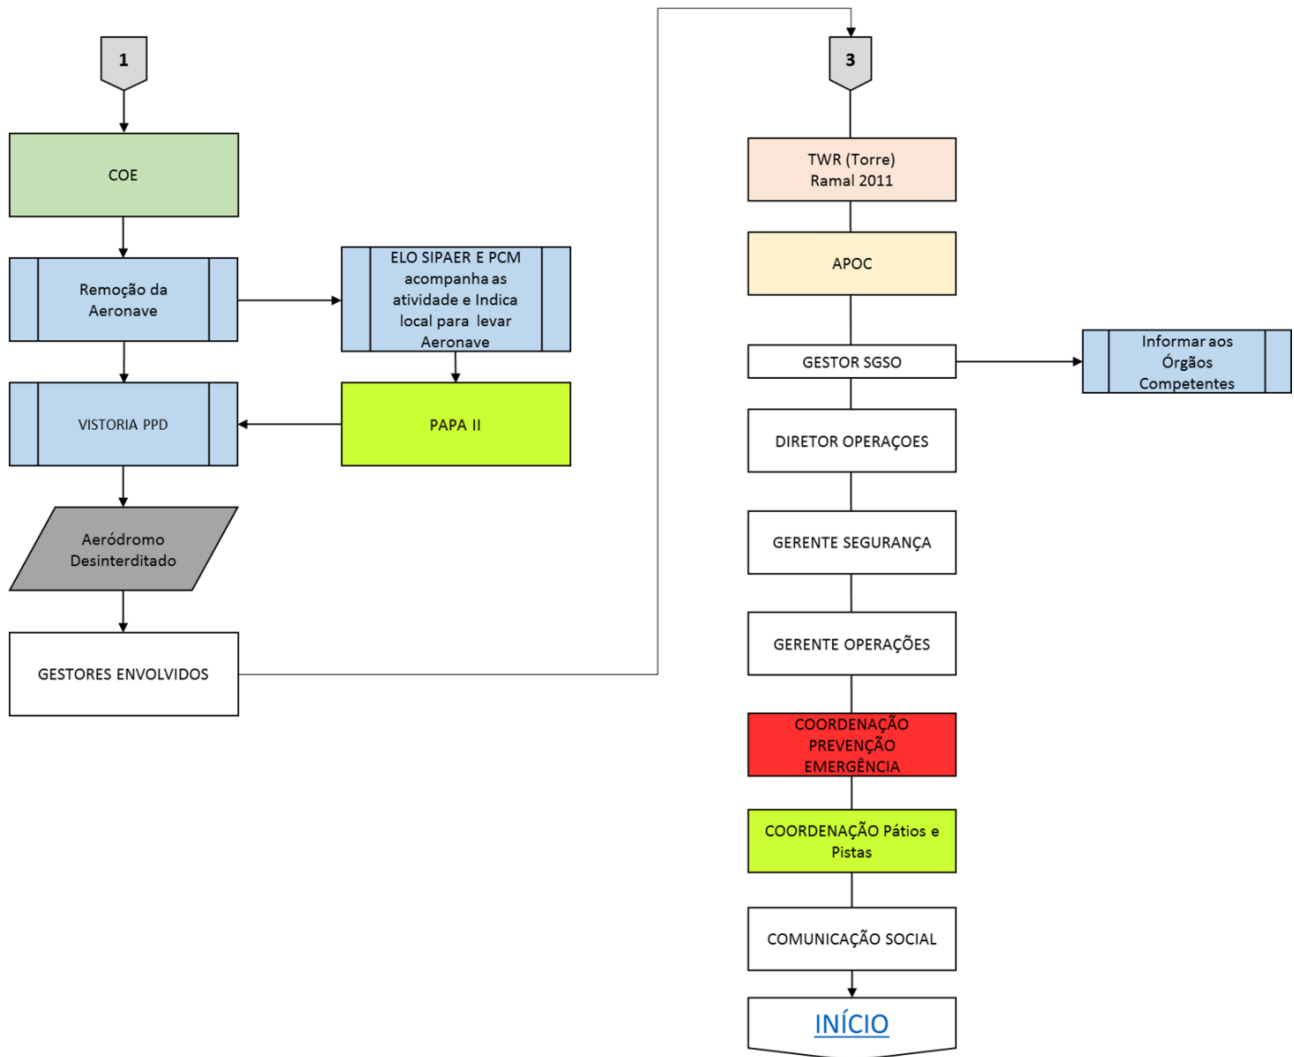 1
COE
Remoção da
Aeronave
ELO SIPAER E PCM
acompanha as
atividade e Indica
local para levar
Aeronave
VISTORIA PPD
PAPA II
Aeródromo
Desinterditado
GESTORES ENVOLVIDOS
3
TWR (Torre)
Ramal 2011
APOC
GESTOR SGSO
Informar aos
Órgãos
Competentes
DIRETOR OPERAÇOES
GERENTE SEGURANÇA
GERENTE OPERAÇÕES
COORDENAÇÃO
PREVENÇÃO
EMERGÊNCIA
COORDENAÇÃO Pátios e
Pistas
COMUNICAÇÃO SOCIAL
INÍCIO